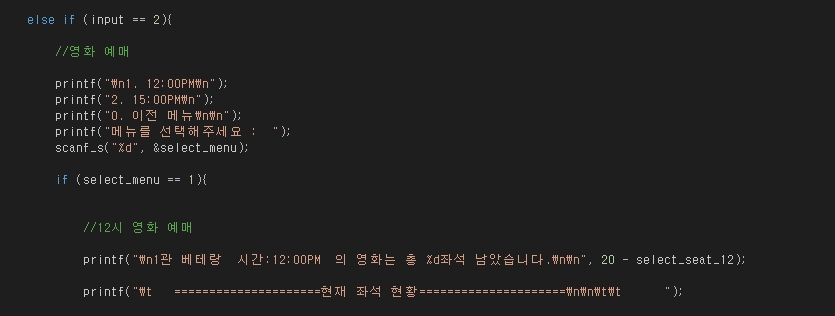 else if (input == 2){
//영화 예매
printf("₩n1. 12:00PM₩n");
printf("2. 15:00PM₩n");
printf("0. 이전 메뉴₩n₩n");
printf("메뉴를 선택해주세요 :  ");
scanf_s("%d", &select_menu);
if (select_menu == 1){
//12시 영화 예매
printf("₩n1관 베테랑  시간:12:00PM  의 영화는 총 %d좌석 남았습니다.₩n₩n", 20 - select_seat_12);
printf("₩t   =====================현재 좌석 현황=====================₩n₩n₩t₩t      ");